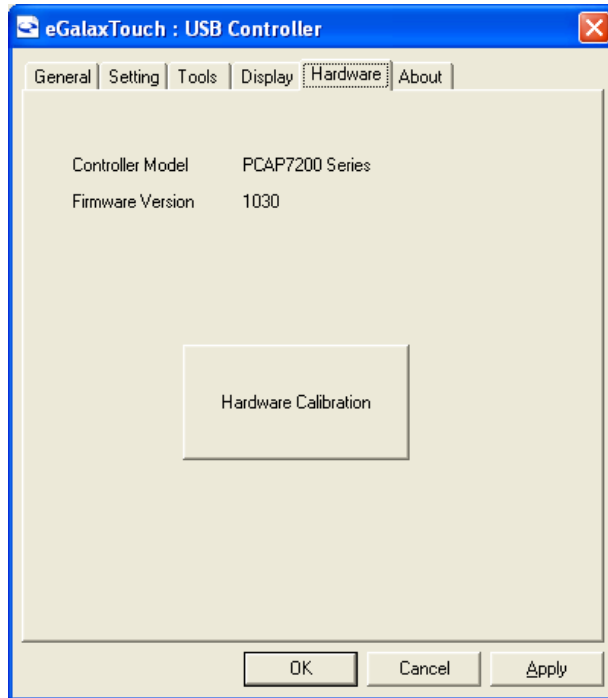 eGalaxTouch : USB Controller
General Setting Tools Display Hardware About
Controller Model PCAP7200 Series
Firmware Version 1030
Hardware Calibration
OK Cancel Apply